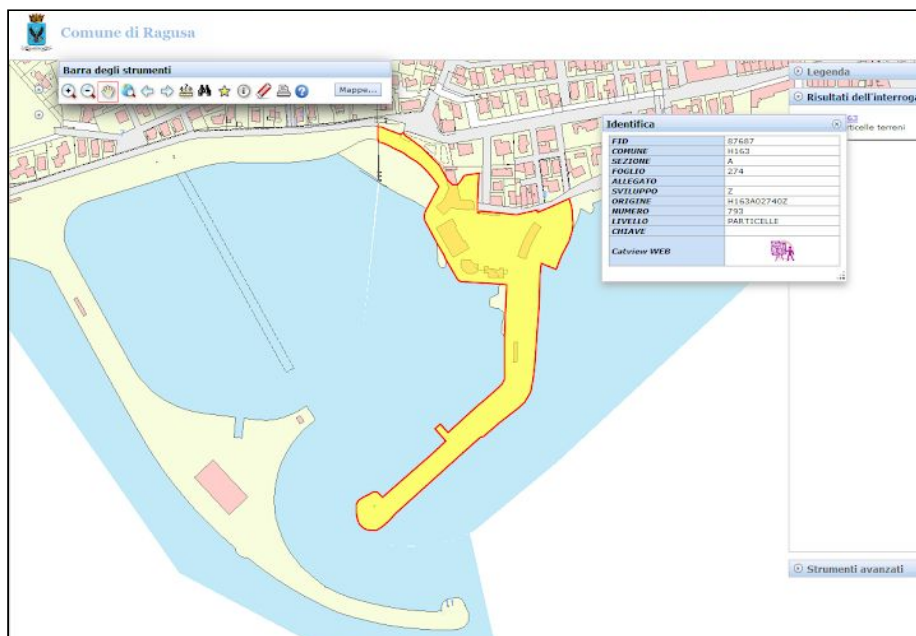 Comune di Ragusa
Barra degli strumenti
Mappe...
Legenda
Risultati dell'interroga
Identifica
FID 87687
COMUNE H163
SEZIONE A
FOGLIO 274
ALLEGATO
SVILUPPO Z
ORIGINE H163A02740Z
NUMERO 793
LIVELLO PARTICELLE
CHIAVE
Catview WEB
63
rticelle terreni
Strumenti avanzati